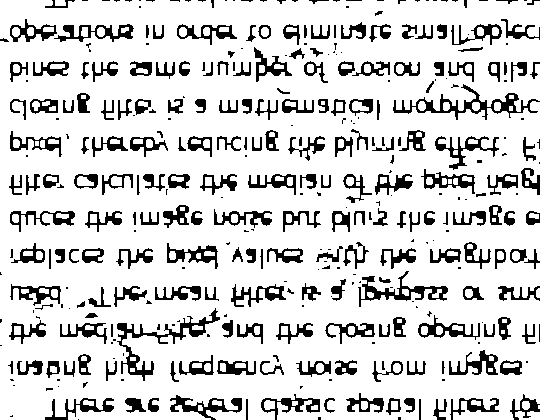 There are several classic spatial filters for
inating high frequency noise from images.
the median filter and the closing opening fil
used. The mean filter is a lowpass or smo
replaces the pixel values with the neighborh
duces the image noise but blurs the image e
filter calculates the median of the pixel neigh
pixel, thereby reducing the blurring effect.
closing filter is a mathematical morphologic
bines the same number of erosion and dilat
operations in order to eliminate small object